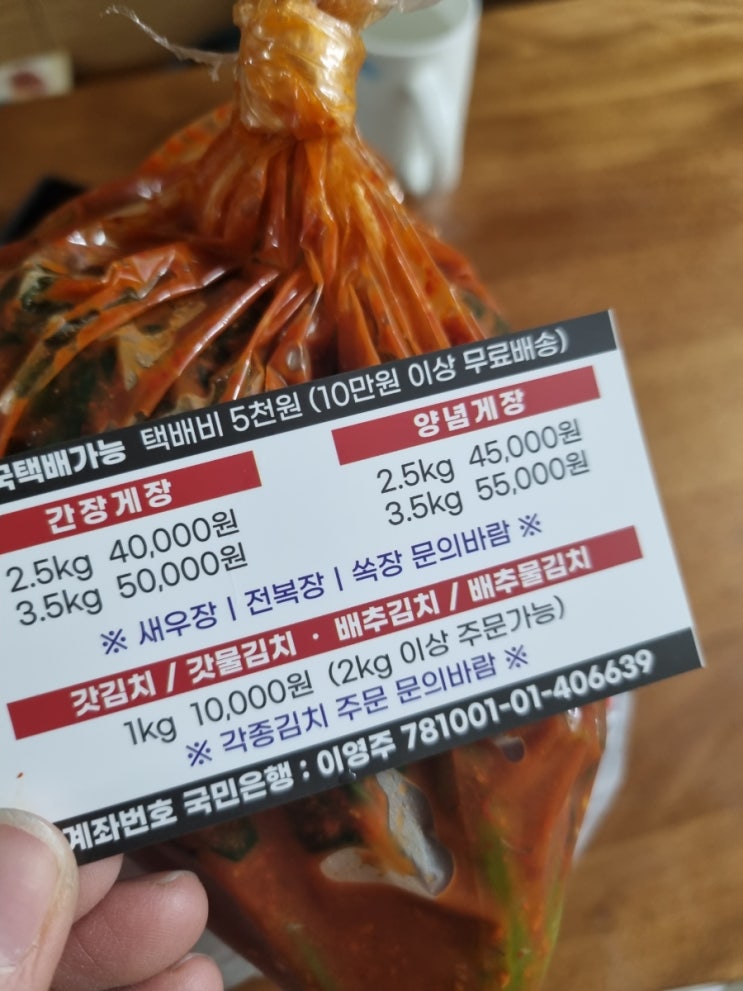 국택배가능 택배비 5천원 (10만원 이상 무료배송)
간장게장
2.5kg 40,000원
3.5kg 50,000원
양념게장
2.5kg 45,000원
3.5kg 55,000원
※ 새우장 | 전복장 | 쏙장 문의바람 ※
갓김치 / 갓물김치 · 배추김치 / 배추물김치
1kg 10,000원 (2kg 이상 주문가능)
※ 각종김치 주문 문의바람 ※
계좌번호 국민은행 : 이영주 781001-01-406639